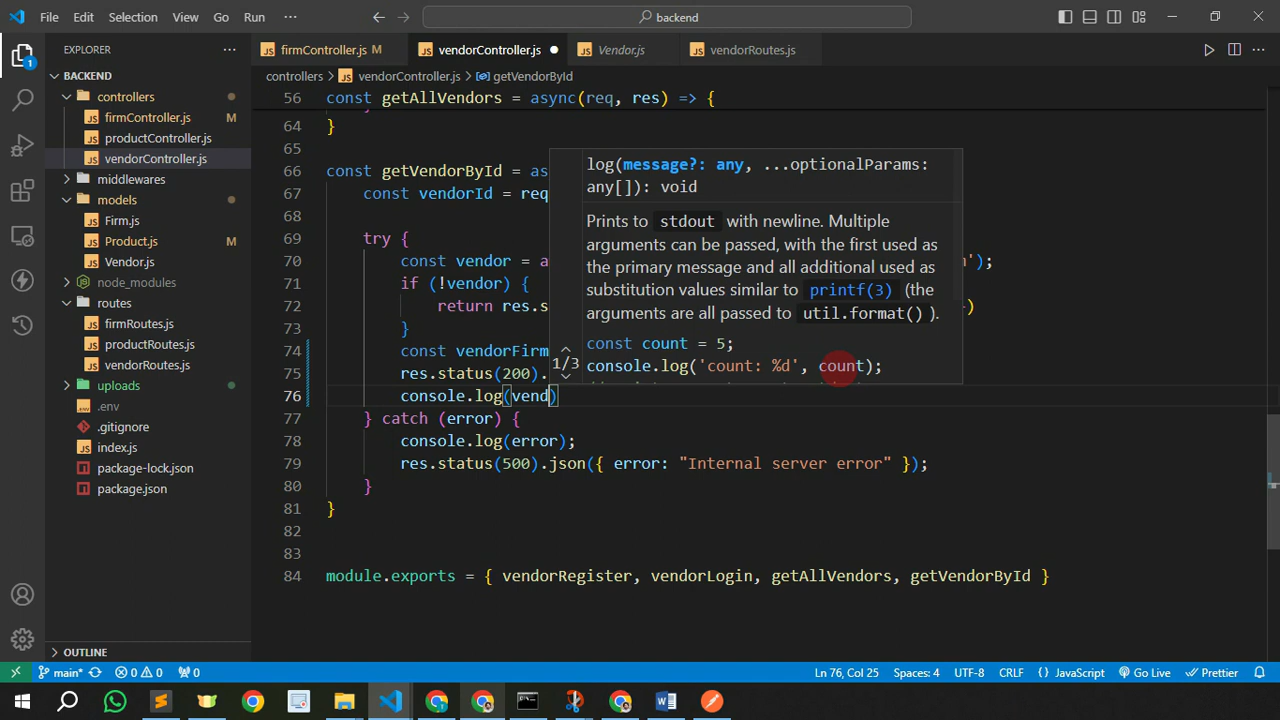 File Edit Selection View Go Run ··· backend
EXPLORER ···
firmController.js M vendorController.js Vendor.js vendorRoutes.js
BACKEND
controllers
firmController.js M
productController.js
vendorController.js
middlewares
models
Firm.js
Product.js M
Vendor.js
node_modules
routes
firmRoutes.js
productRoutes.js
vendorRoutes.js
uploads
.env
.gitignore
index.js
package-lock.json
package.json
OUTLINE
1
controllers > vendorController.js > getVendorById
56 const getAllVendors = async(req, res) => {
64 }
65
66 const getVendorById = as
67 const vendorId = req
68
69 try {
70 const vendor = a ');
71 if (!vendor) {
72 return res.s )
73 }
74 const vendorFirm
75 res.status(200).
76 console.log(vend)
77 } catch (error) {
78 console.log(error);
79 res.status(500).json({ error: "Internal server error" });
80 }
81 }
82
83
84 module.exports = { vendorRegister, vendorLogin, getAllVendors, getVendorById }
log(message?: any, ...optionalParams:
any[]): void
Prints to stdout with newline. Multiple
arguments can be passed, with the first used as
the primary message and all additional used as
substitution values similar to printf(3) (the
arguments are all passed to util.format() ).
const count = 5;
1/3
console.log('count: %d', count);
main* 0 0 0 Ln 76, Col 25 Spaces: 4 UTF-8 CRLF { } JavaScript Go Live Prettier